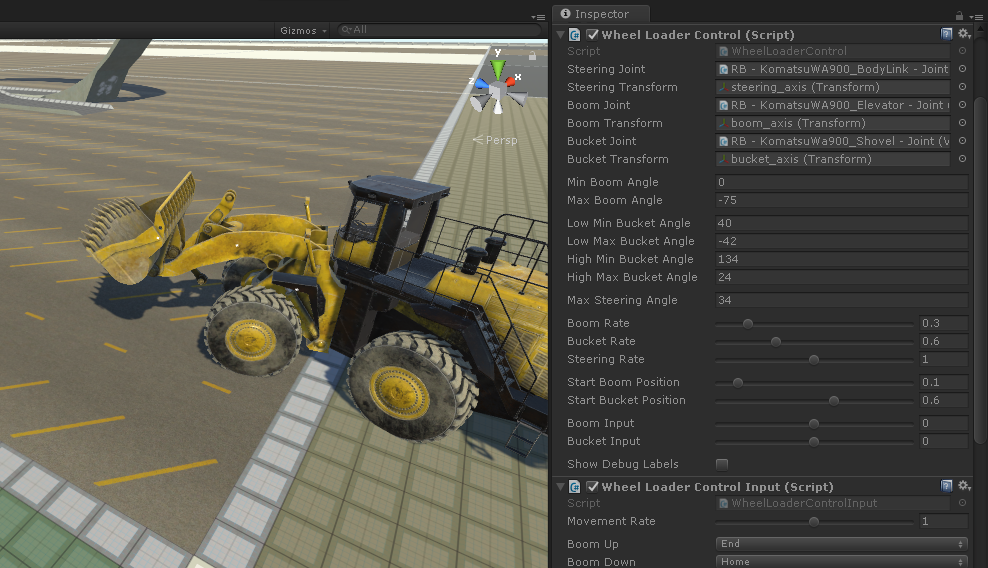 Inspector
Gizmos
All
Wheel Loader Control (Script)
Script WheelLoaderControl
Steering Joint RB - KomatsuWA900_BodyLink - Joint
Steering Transform steering_axis (Transform)
Boom Joint RB - KomatsuWA900_Elevator - Joint (
Boom Transform boom_axis (Transform)
Bucket Joint RB - KomatsuWa900_Shovel - Joint (V
Bucket Transform bucket_axis (Transform)
Min Boom Angle 0
Max Boom Angle -75
Low Min Bucket Angle 40
Low Max Bucket Angle -42
High Min Bucket Angle 134
High Max Bucket Angle 24
Max Steering Angle 34
Boom Rate 0.3
Bucket Rate 0.6
Steering Rate 1
Start Boom Position 0.1
Start Bucket Position 0.6
Boom Input 0
Bucket Input 0
Show Debug Labels
Wheel Loader Control Input (Script)
Script WheelLoaderControlInput
Movement Rate 1
Boom Up End
Boom Down Home
y
x
z
Persp